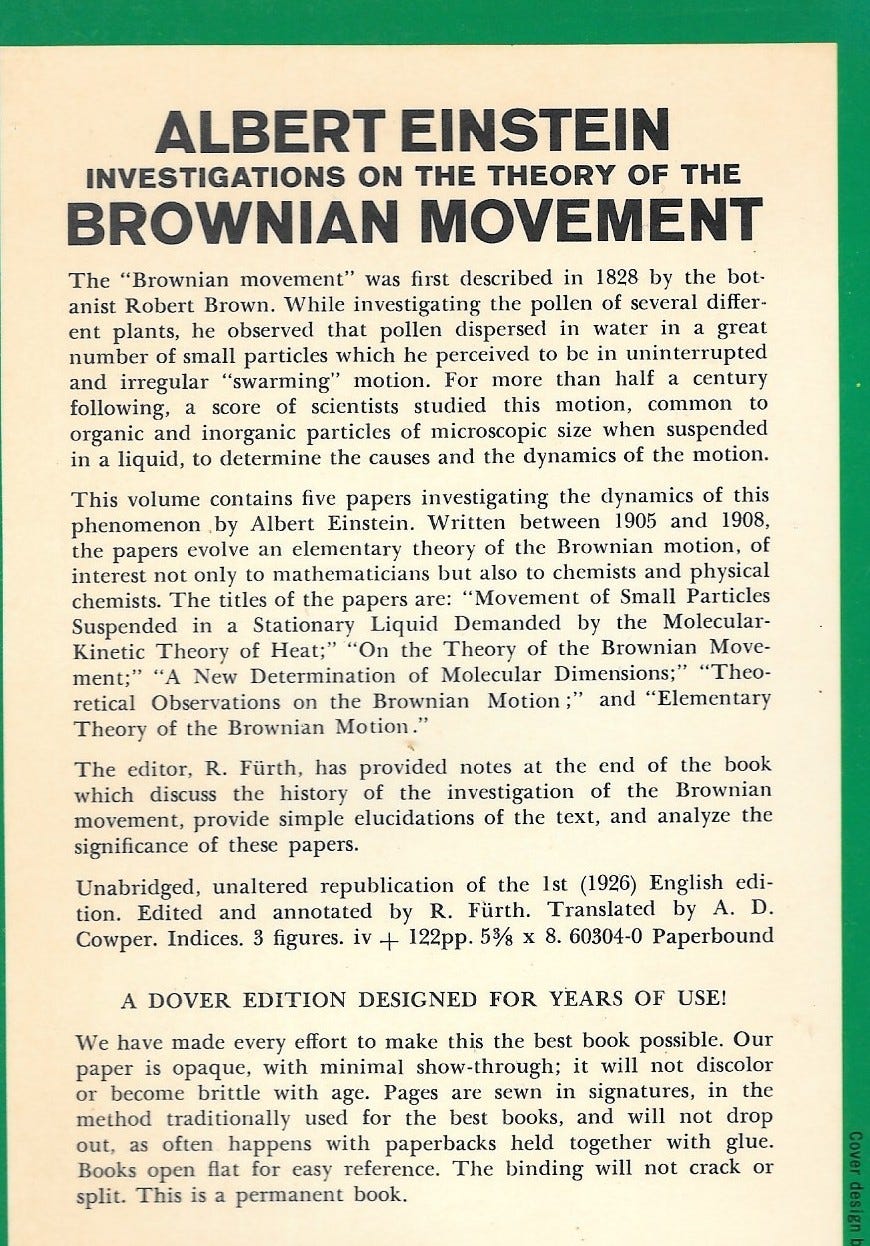 ALBERT EINSTEIN
INVESTIGATIONS ON THE THEORY OF THE
BROWNIAN MOVEMENT
The “Brownian movement” was first described in 1828 by the bot-
anist Robert Brown. While investigating the pollen of several differ-
ent plants, he observed that pollen dispersed in water in a great
number of small particles which he perceived to be in uninterrupted
and irregular “swarming” motion. For more than half a century
following, a score of scientists studied this motion, common to
organic and inorganic particles of microscopic size when suspended
in a liquid, to determine the causes and the dynamics of the motion.
This volume contains five papers investigating the dynamics of this
phenomenon by Albert Einstein. Written between 1905 and 1908,
the papers evolve an elementary theory of the Brownian motion, of
interest not only to mathematicians but also to chemists and physical
chemists. The titles of the papers are: “Movement of Small Particles
Suspended in a Stationary Liquid Demanded by the Molecular-
Kinetic Theory of Heat;” “On the Theory of the Brownian Move-
ment;” “A New Determination of Molecular Dimensions;” “Theo-
retical Observations on the Brownian Motion;” and “Elementary
Theory of the Brownian Motion.”
The editor, R. Fürth, has provided notes at the end of the book
which discuss the history of the investigation of the Brownian
movement, provide simple elucidations of the text, and analyze the
significance of these papers.
Unabridged, unaltered republication of the 1st (1926) English edi-
tion. Edited and annotated by R. Fürth. Translated by A. D.
Cowper. Indices. 3 figures. iv + 122pp. 5⅜ x 8. 60304-0 Paperbound
A DOVER EDITION DESIGNED FOR YEARS OF USE!
We have made every effort to make this the best book possible. Our
paper is opaque, with minimal show-through; it will not discolor
or become brittle with age. Pages are sewn in signatures, in the
method traditionally used for the best books, and will not drop
out, as often happens with paperbacks held together with glue.
Books open flat for easy reference. The binding will not crack or
split. This is a permanent book.
Cover design b